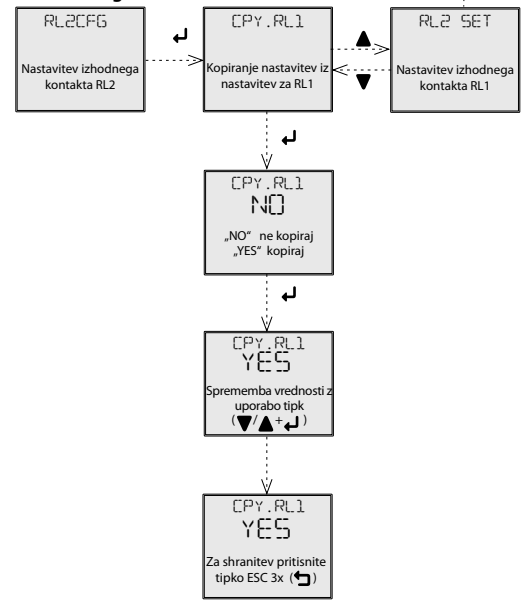 RL2CFG
Nastavitev izhodnega
kontakta RL2
CPY.RL1
Kopiranje nastavitev iz
nastavitev za RL1
RL2 SET
Nastavitev izhodnega
kontakta RL1
CPY.RL1
NO
„NO“ ne kopiraj
„YES“ kopiraj
CPY.RL1
YES
Sprememba vrednosti z
uporabo tipk
(▼/▲+↵)
CPY.RL1
YES
Za shranitev pritisnite
tipko ESC 3x (⮌)